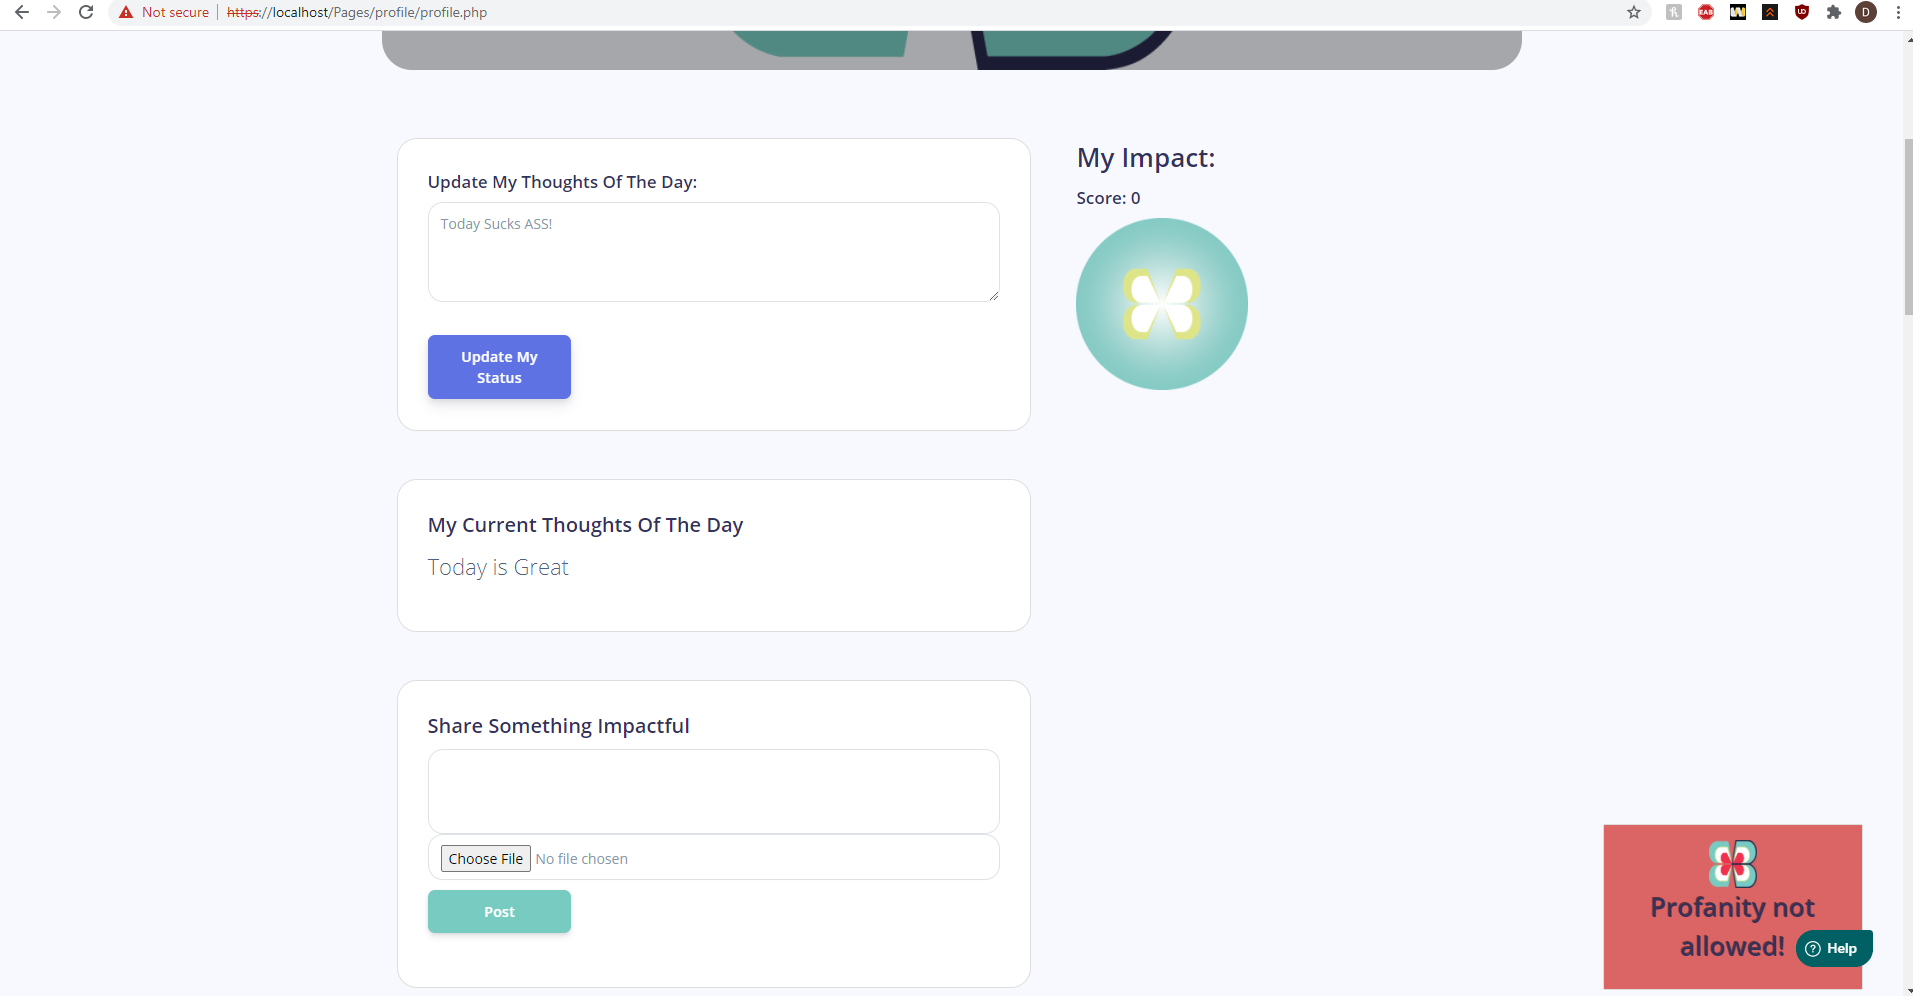 Not secure
https://localhost/Pages/profile/profile.php
EAB
UD
D
My Impact:
Score: 0
Update My Thoughts Of The Day:
Today Sucks ASS!
Update My
Status
My Current Thoughts Of The Day
Today is Great
Share Something Impactful
Choose File No file chosen
Post
Profanity not
allowed!
? Help